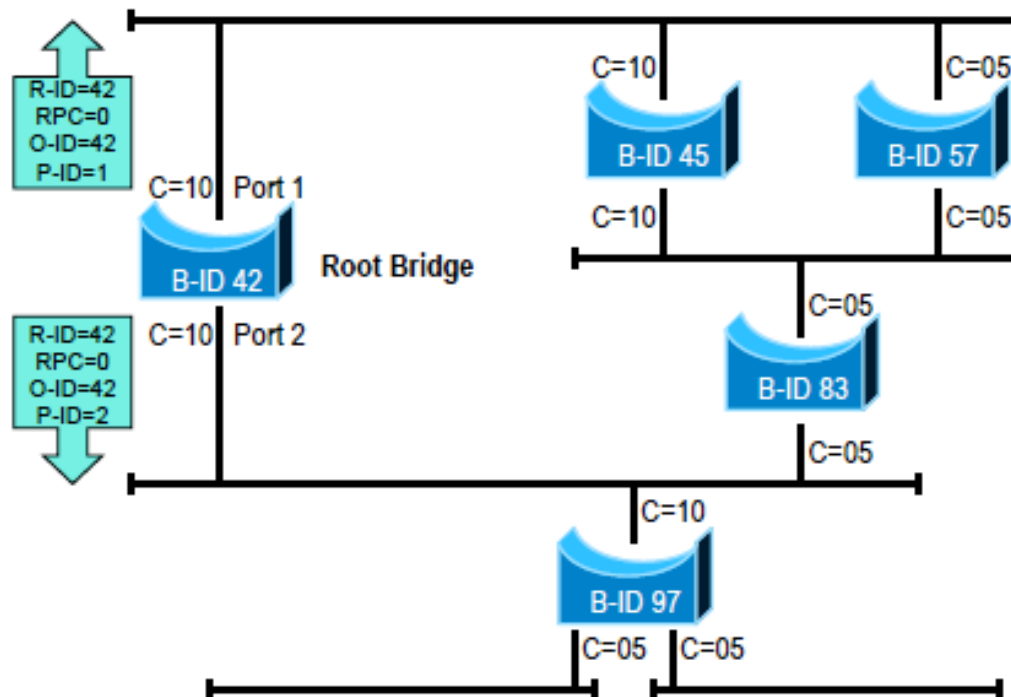 R-ID=42
RPC=0
O-ID=42
P-ID=1
C=10
C=05
B-ID 45
B-ID 57
C=10 Port 1
C=10
C=05
B-ID 42
Root Bridge
C=10 Port 2
R-ID=42
RPC=0
O-ID=42
P-ID=2
C=05
B-ID 83
C=05
C=10
B-ID 97
C=05
C=05